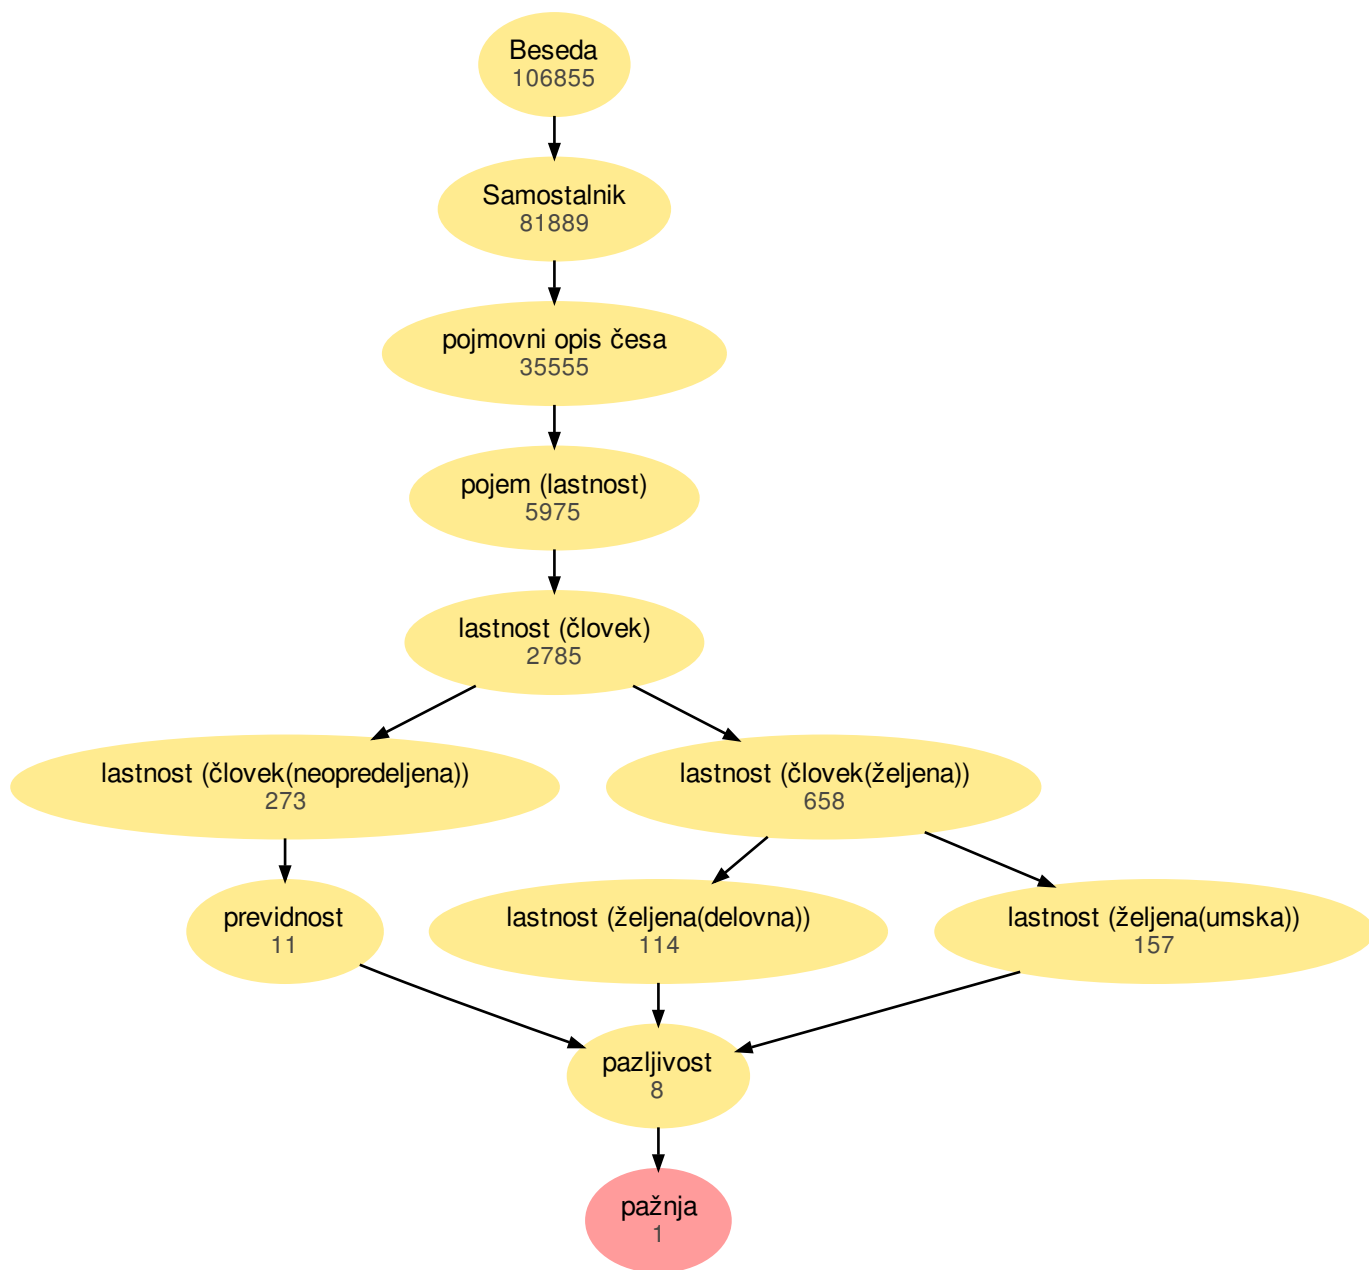 Beseda
106855
Samostalnik
81889
pojmovni opis česa
35555
pojem (lastnost)
5975
lastnost (človek)
2785
lastnost (človek(neopredeljena))
273
lastnost (človek(željena))
658
previdnost
11
lastnost (željena(delovna))
114
lastnost (željena(umska))
157
pazljivost
8
pažnja
1